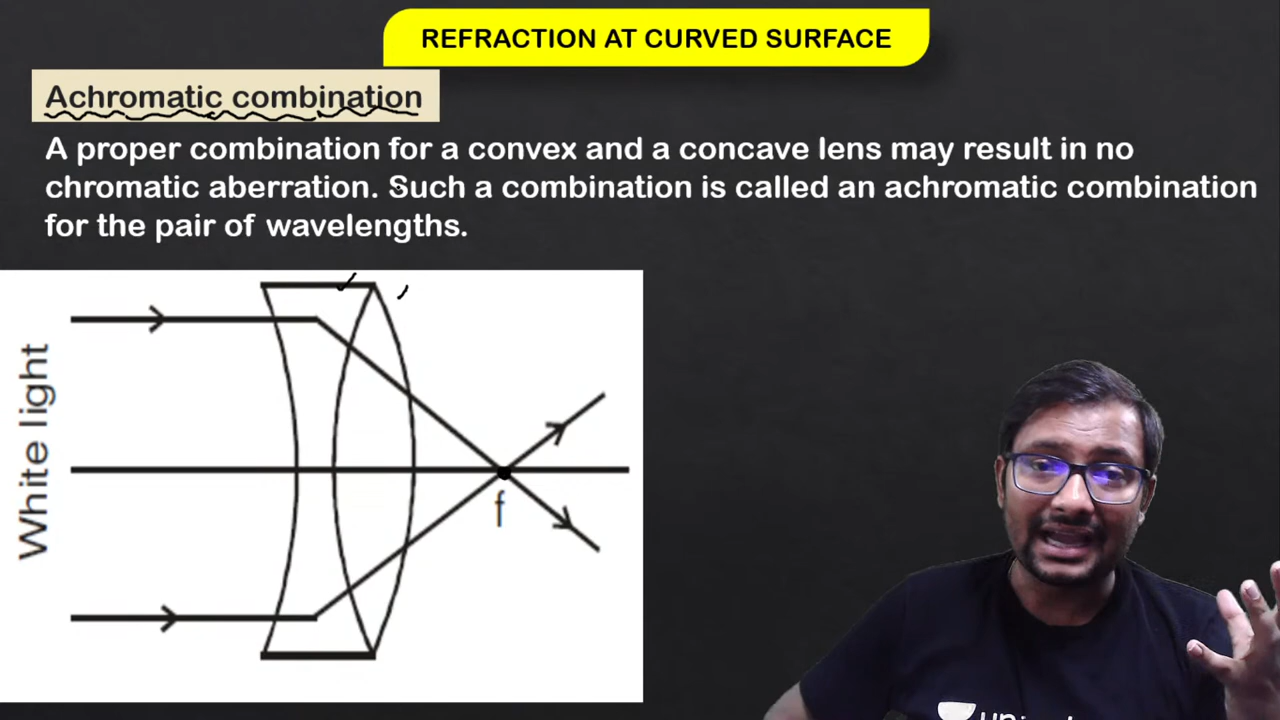 REFRACTION AT CURVED SURFACE
Achromatic combination
A proper combination for a convex and a concave lens may result in no
chromatic aberration. Such a combination is called an achromatic combination
for the pair of wavelengths.
White light
f